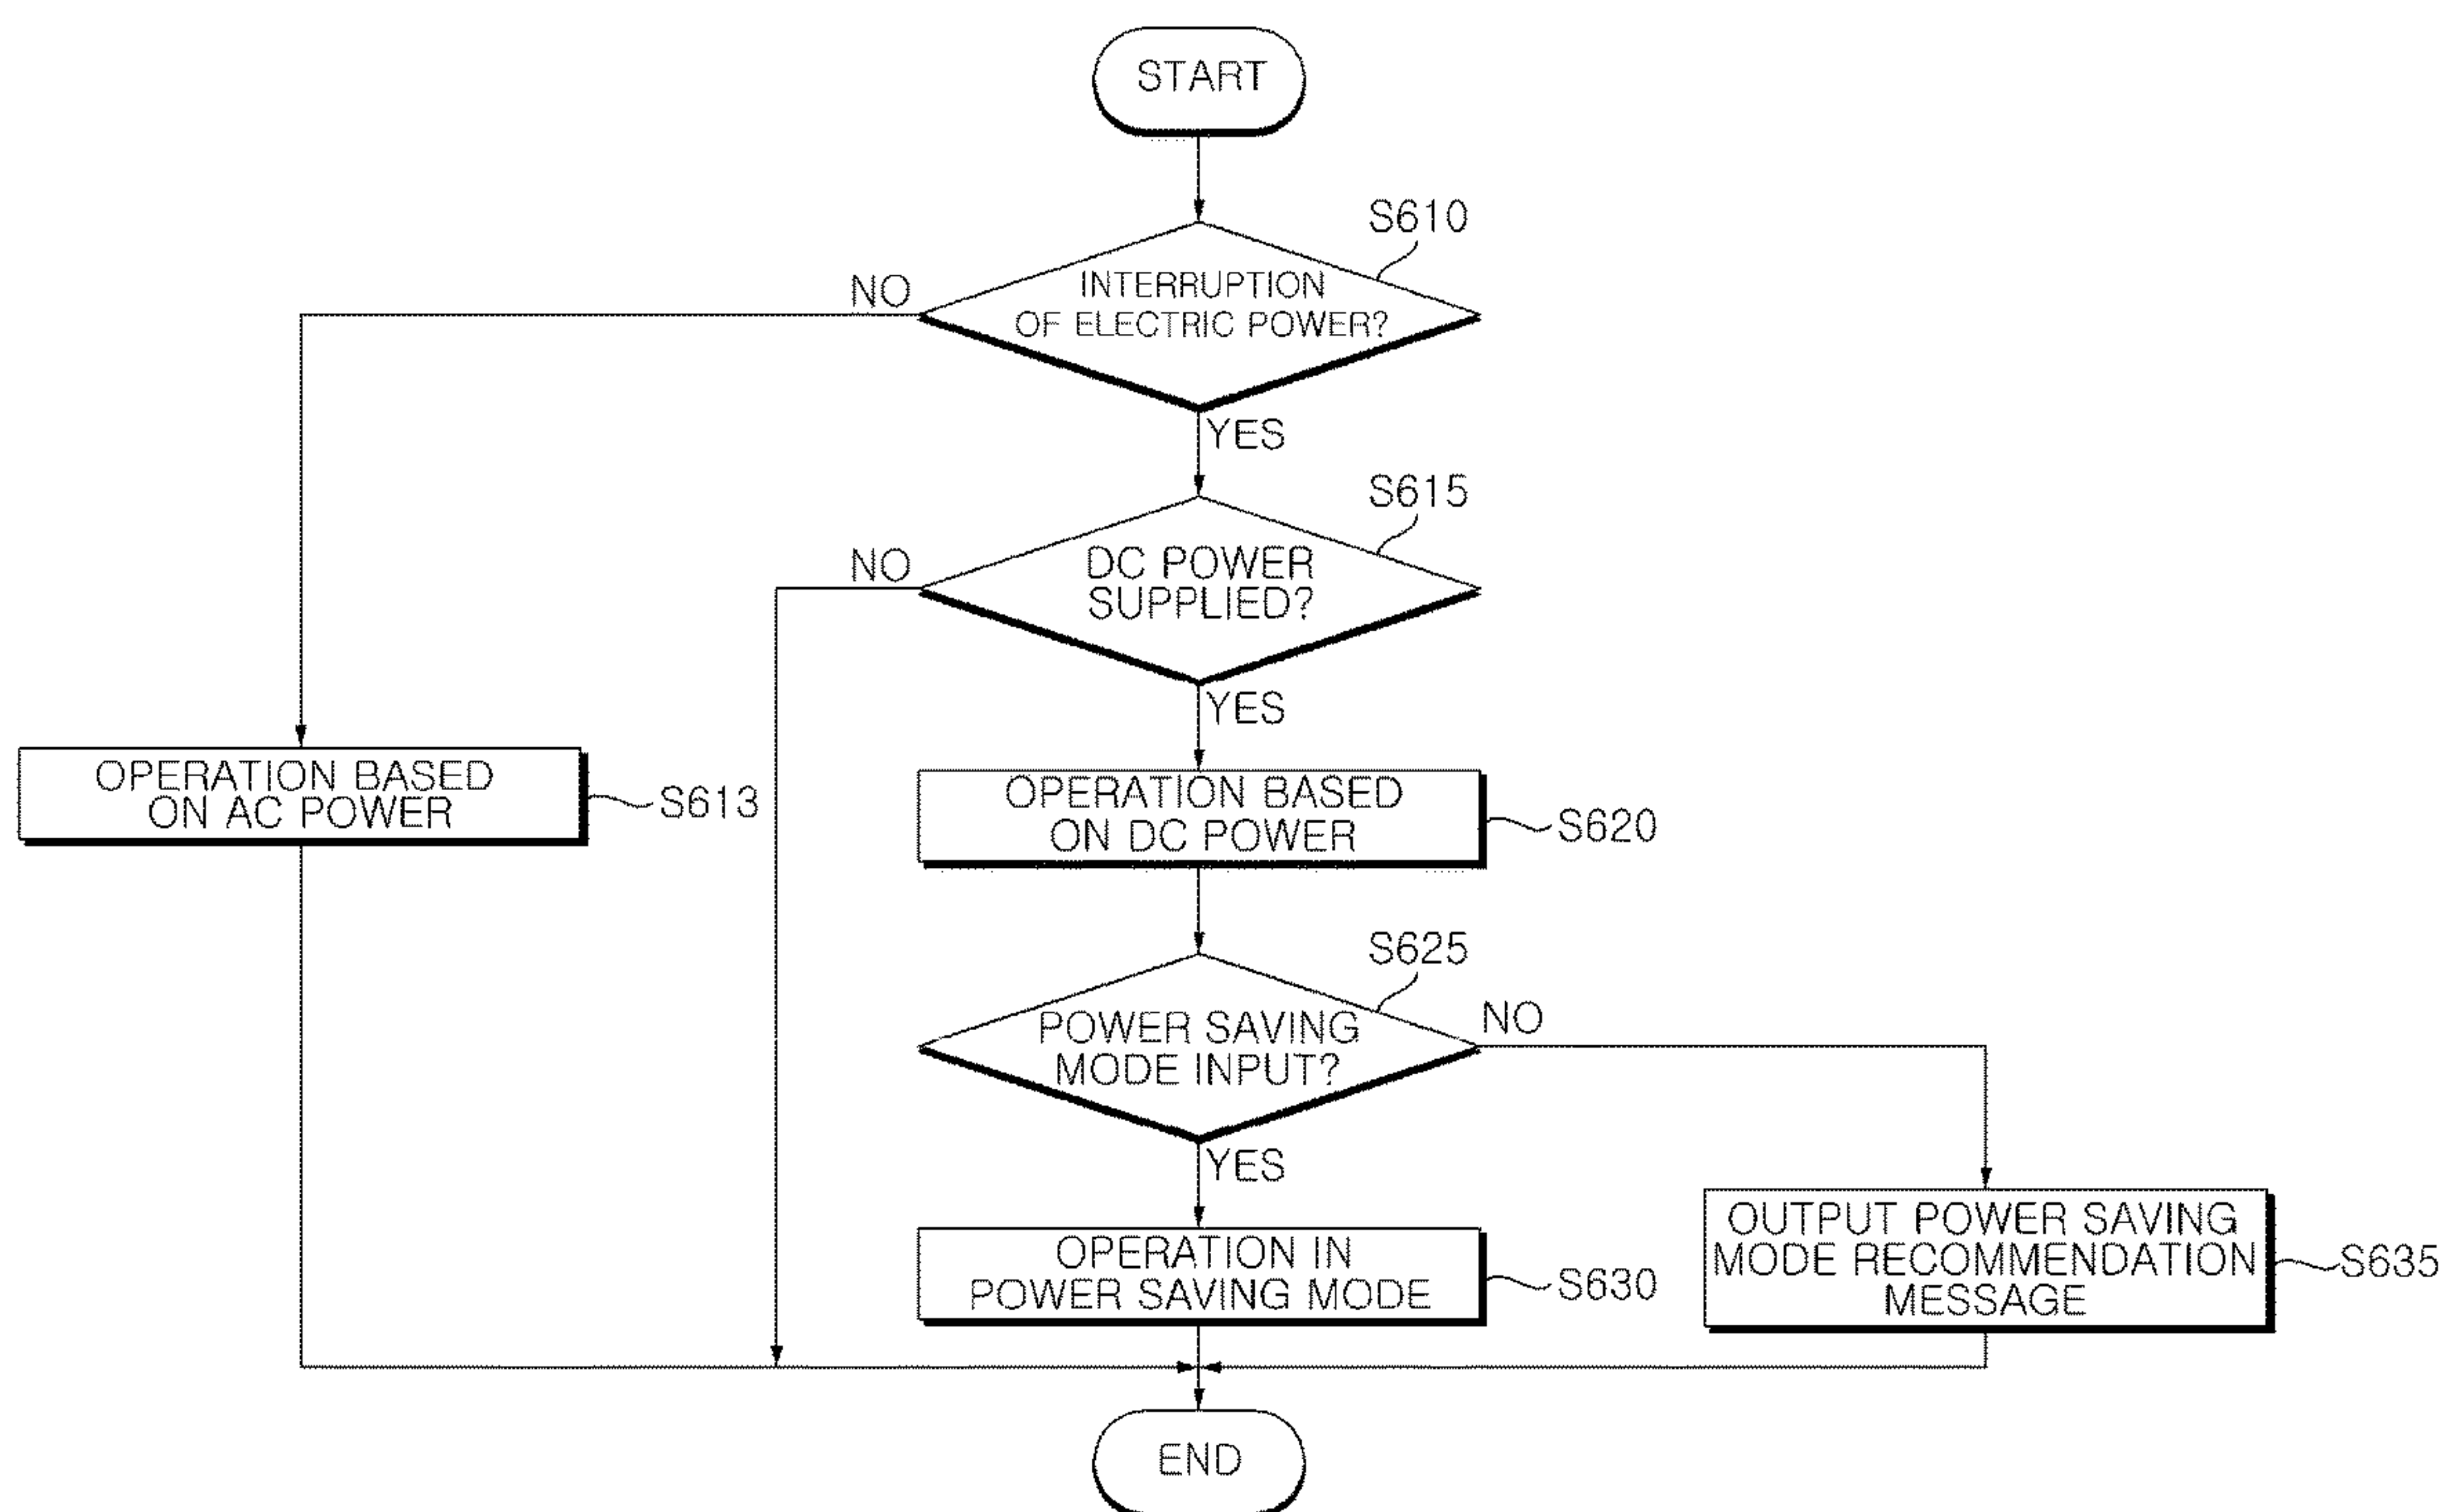 START
S610
NO
INTERRUPTION
OF ELECTRIC POWER?
YES
S615
NO
DC POWER
SUPPLIED?
YES
OPERATION BASED
ON AC POWER
S613
OPERATION BASED
ON DC POWER
S620
S625
POWER SAVING
MODE INPUT?
NO
YES
OPERATION IN
POWER SAVING MODE
S630
OUTPUT POWER SAVING
MODE RECOMMENDATION
MESSAGE
S635
END